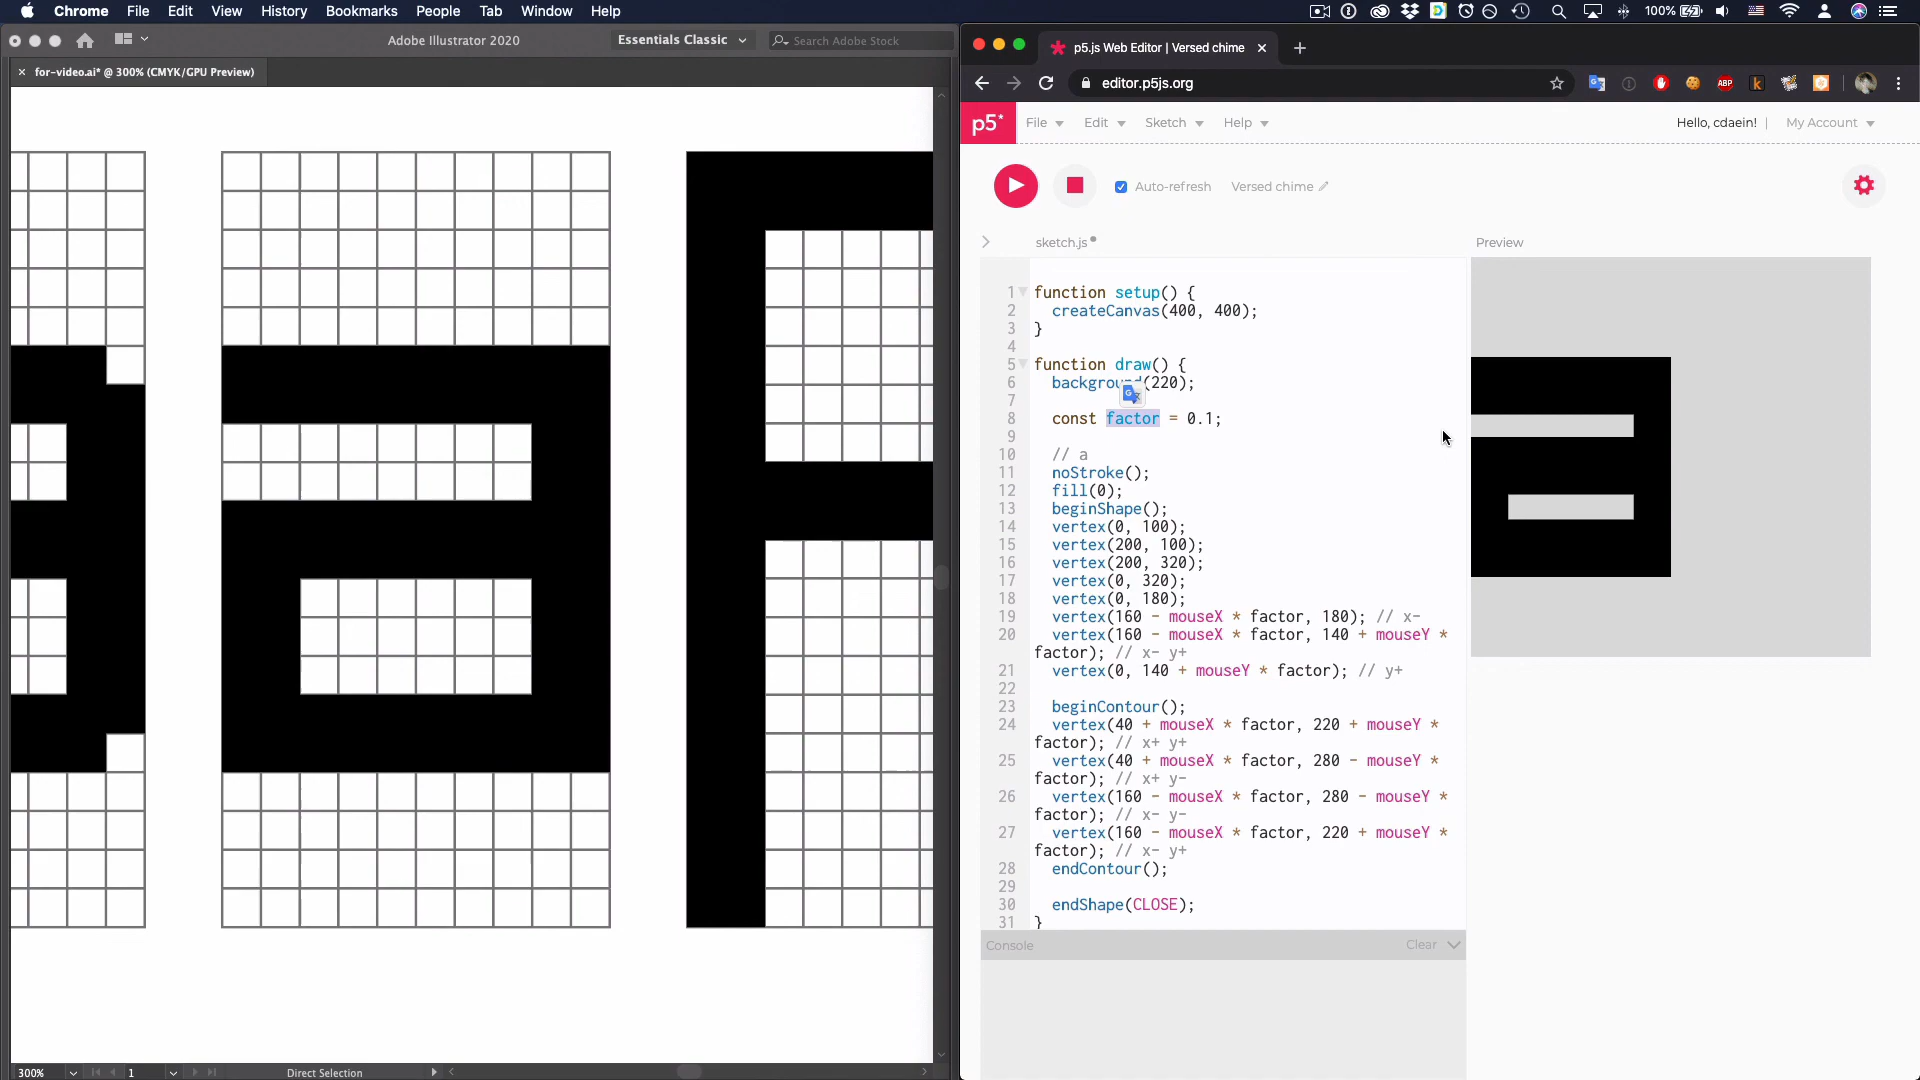 Chrome File Edit View History Bookmarks People Tab Window Help
100%
Adobe Illustrator 2020
Essentials Classic
Search Adobe Stock
for-video.ai* @ 300% (CMYK/GPU Preview)
300%
1
Direct Selection
p5.js Web Editor | Versed chime
editor.p5js.org
ABP
k
p5*
File
Edit
Sketch
Help
Hello, cdaein!
My Account
Auto-refresh
Versed chime
sketch.js
Preview
1 function setup() {
2 createCanvas(400, 400);
3 }
4
5 function draw() {
6 background(220);
7
8 const factor = 0.1;
9
10 // a
11 noStroke();
12 fill(0);
13 beginShape();
14 vertex(0, 100);
15 vertex(200, 100);
16 vertex(200, 320);
17 vertex(0, 320);
18 vertex(0, 180);
19 vertex(160 - mouseX * factor, 180); // x-
20 vertex(160 - mouseX * factor, 140 + mouseY *
factor); // x- y+
21 vertex(0, 140 + mouseY * factor); // y+
22
23 beginContour();
24 vertex(40 + mouseX * factor, 220 + mouseY *
factor); // x+ y+
25 vertex(40 + mouseX * factor, 280 - mouseY *
factor); // x+ y-
26 vertex(160 - mouseX * factor, 280 - mouseY *
factor); // x- y-
27 vertex(160 - mouseX * factor, 220 + mouseY *
factor); // x- y+
28 endContour();
29
30 endShape(CLOSE);
31 }
Console
Clear